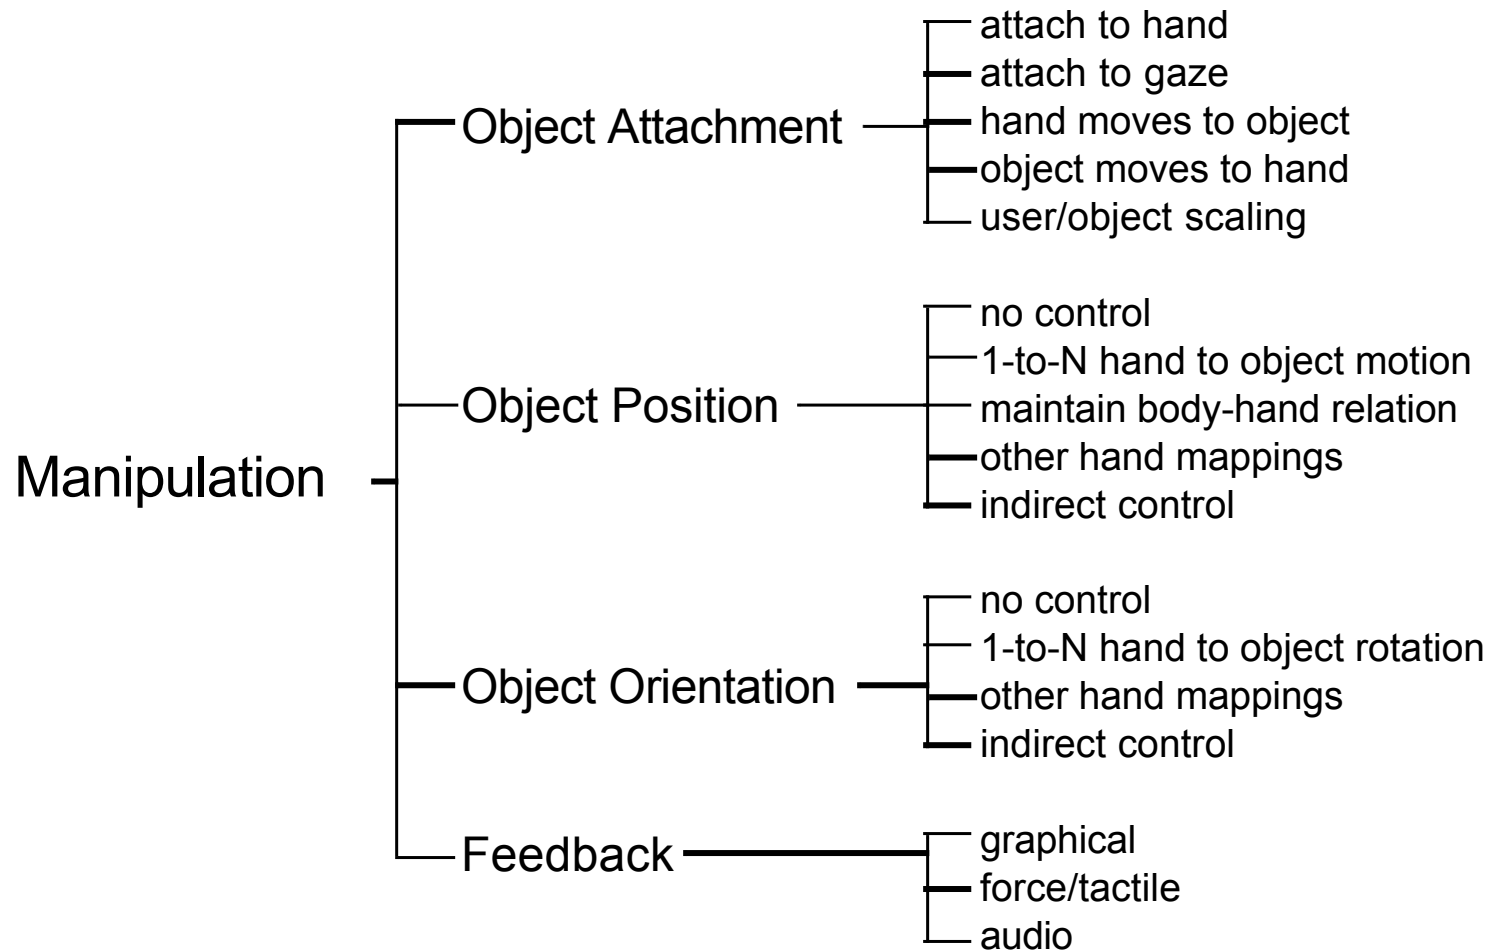 Manipulation
Object Attachment
attach to hand
attach to gaze
hand moves to object
object moves to hand
user/object scaling
Object Position
no control
1-to-N hand to object motion
maintain body-hand relation
other hand mappings
indirect control
Object Orientation
no control
1-to-N hand to object rotation
other hand mappings
indirect control
Feedback
graphical
force/tactile
audio